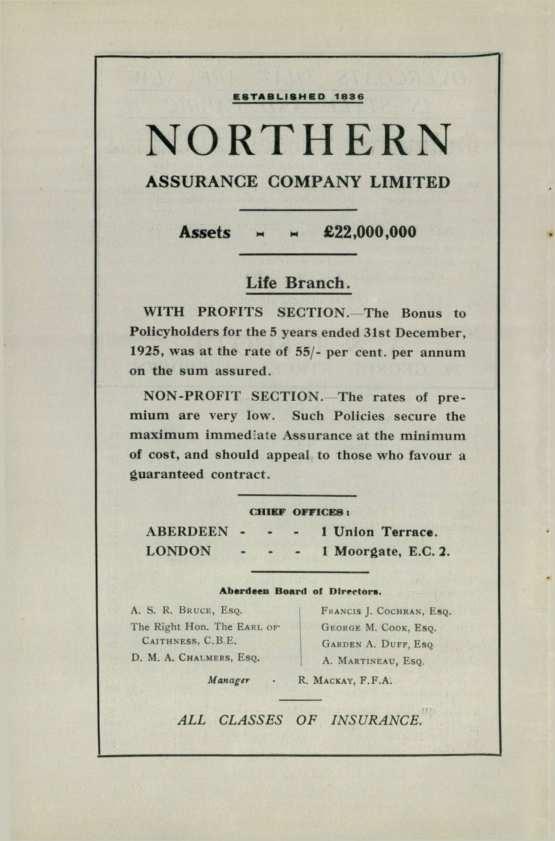 ESTABLISHED 1836
NORTHERN
ASSURANCE COMPANY LIMITED
Assets - - £22,000,000
Life Branch.
WITH PROFITS SECTION.—The Bonus to
Policyholders for the 5 years ended 31st December,
1925, was at the rate of 55/- per cent. per annum
on the sum assured.
NON-PROFIT SECTION.—The rates of pre-
mium are very low. Such Policies secure the
maximum immediate Assurance at the minimum
of cost, and should appeal to those who favour a
guaranteed contract.
CHIEF OFFICES:
ABERDEEN - - - 1 Union Terrace.
LONDON - - - 1 Moorgate, E.C. 2.
Aberdeen Board of Directors.
A. S. R. BRUCE, ESQ.
The Right Hon. The EARL OF
CAITHNESS, C.B.E.
D. M. A. CHALMERS, ESQ.
FRANCIS J. COCHRAN, ESQ.
GEORGE M. COOK, ESQ.
GARDEN A. DUFF, ESQ
A. MARTINEAU, ESQ.
Manager - R. MACKAY, F.F.A.
ALL CLASSES OF INSURANCE.